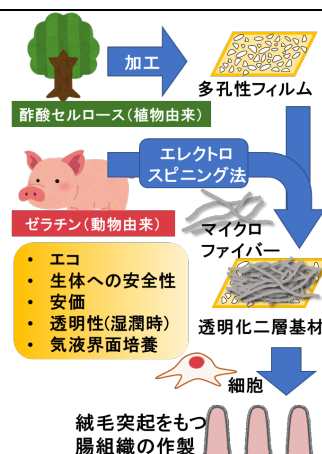 加工
多孔性フィルム
酢酸セルロース(植物由来)
エレクトロ
スピニング法
ゼラチン(動物由来)
マイクロ
ファイバー
• エコ
• 生体への安全性
• 安価
• 透明性(湿潤時)
• 気液界面培養
透明化二層基材
細胞
絨毛突起をもつ
腸組織の作製